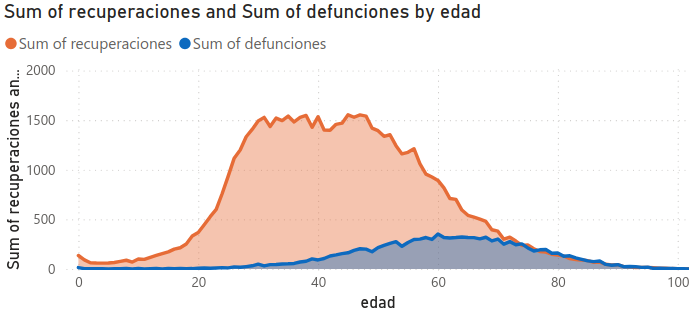 Sum of recuperaciones and Sum of defunciones by edad
Sum of recuperaciones Sum of defunciones
Sum of recuperaciones an...
2000
1500
1000
500
0
0 20 40 60 80 100
edad